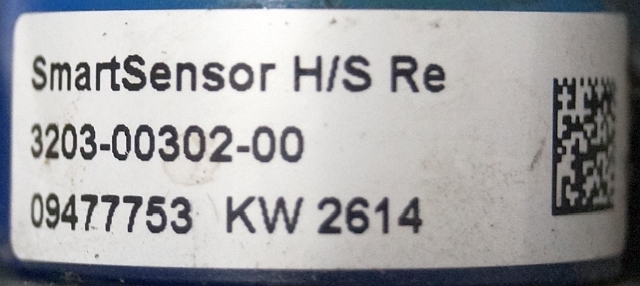 SmartSensor H/S Re
3203-00302-00
09477753 KW 2614